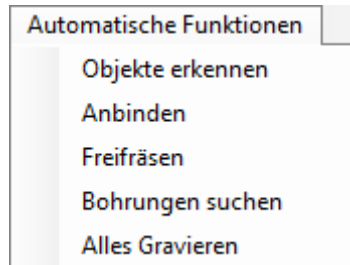 Automatische Funktionen
Objekte erkennen
Anbinden
Freifräsen
Bohrungen suchen
Alles Gravieren